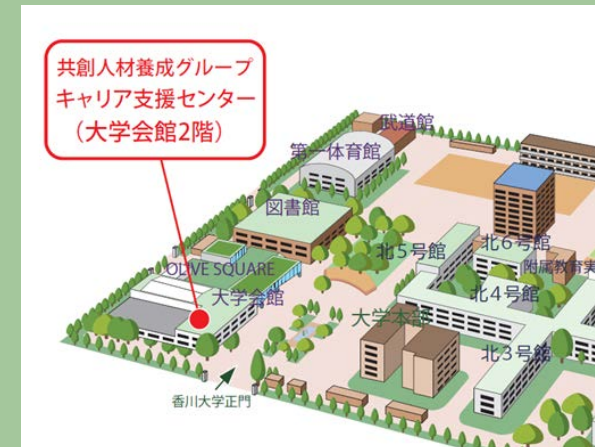 共創人材養成グループ
キャリア支援センター
（大学会館2階）
武道館
第一体育館
図書館
北5号館
北6号館
附属教育実
OLIVE SQUARE
大学会館
北4号館
大学本部
北3号館
香川大学正門